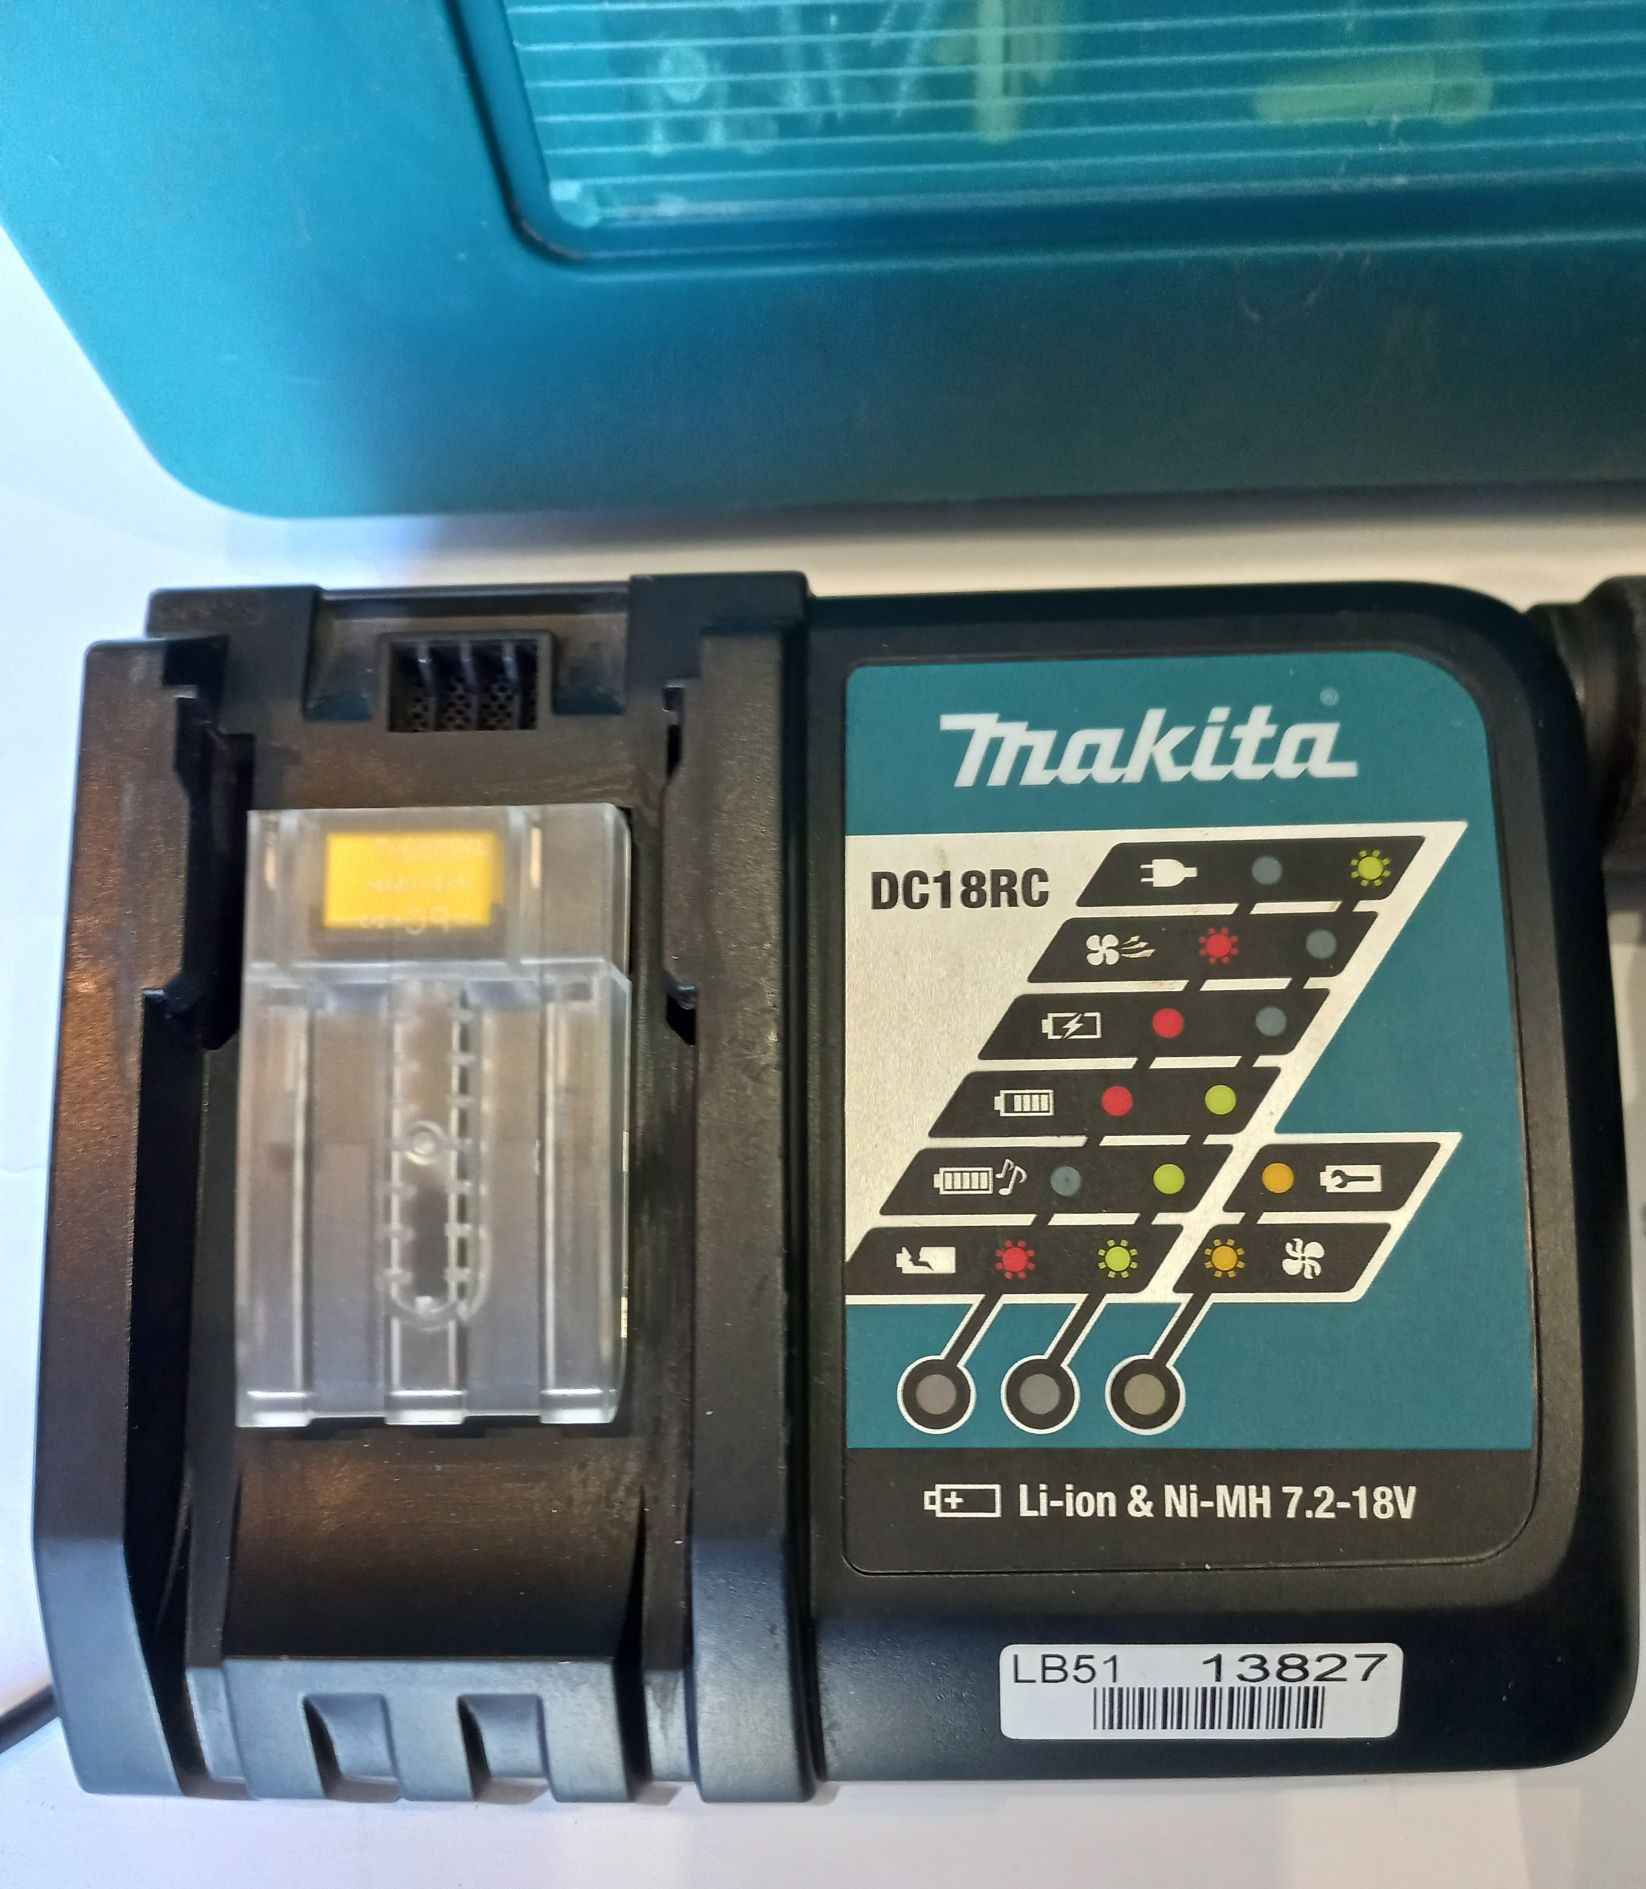 makita®
DC18RC
Li-ion & Ni-MH 7.2-18V
LB51 13827